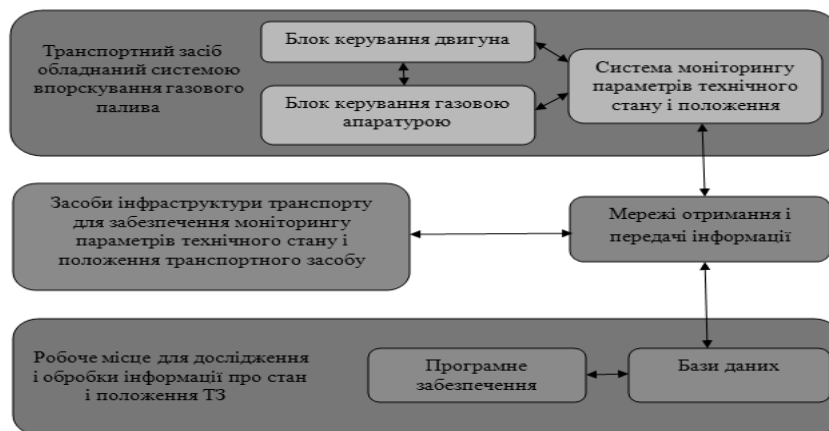 Транспортний засіб
обладнаний системою
впорскування газового
палива
Блок керування двигуна
Блок керування газовою
апаратурою
Система моніторингу
параметрів технічного
стану і положення
Засоби інфраструктури транспорту
для забезпечення моніторингу
параметрів технічного стану і
положення транспортного засобу
Мережі отримання і
передачі інформації
Робоче місце для дослідження
і обробки інформації про стан
і положення ТЗ
Програмне
забезпечення
Бази даних